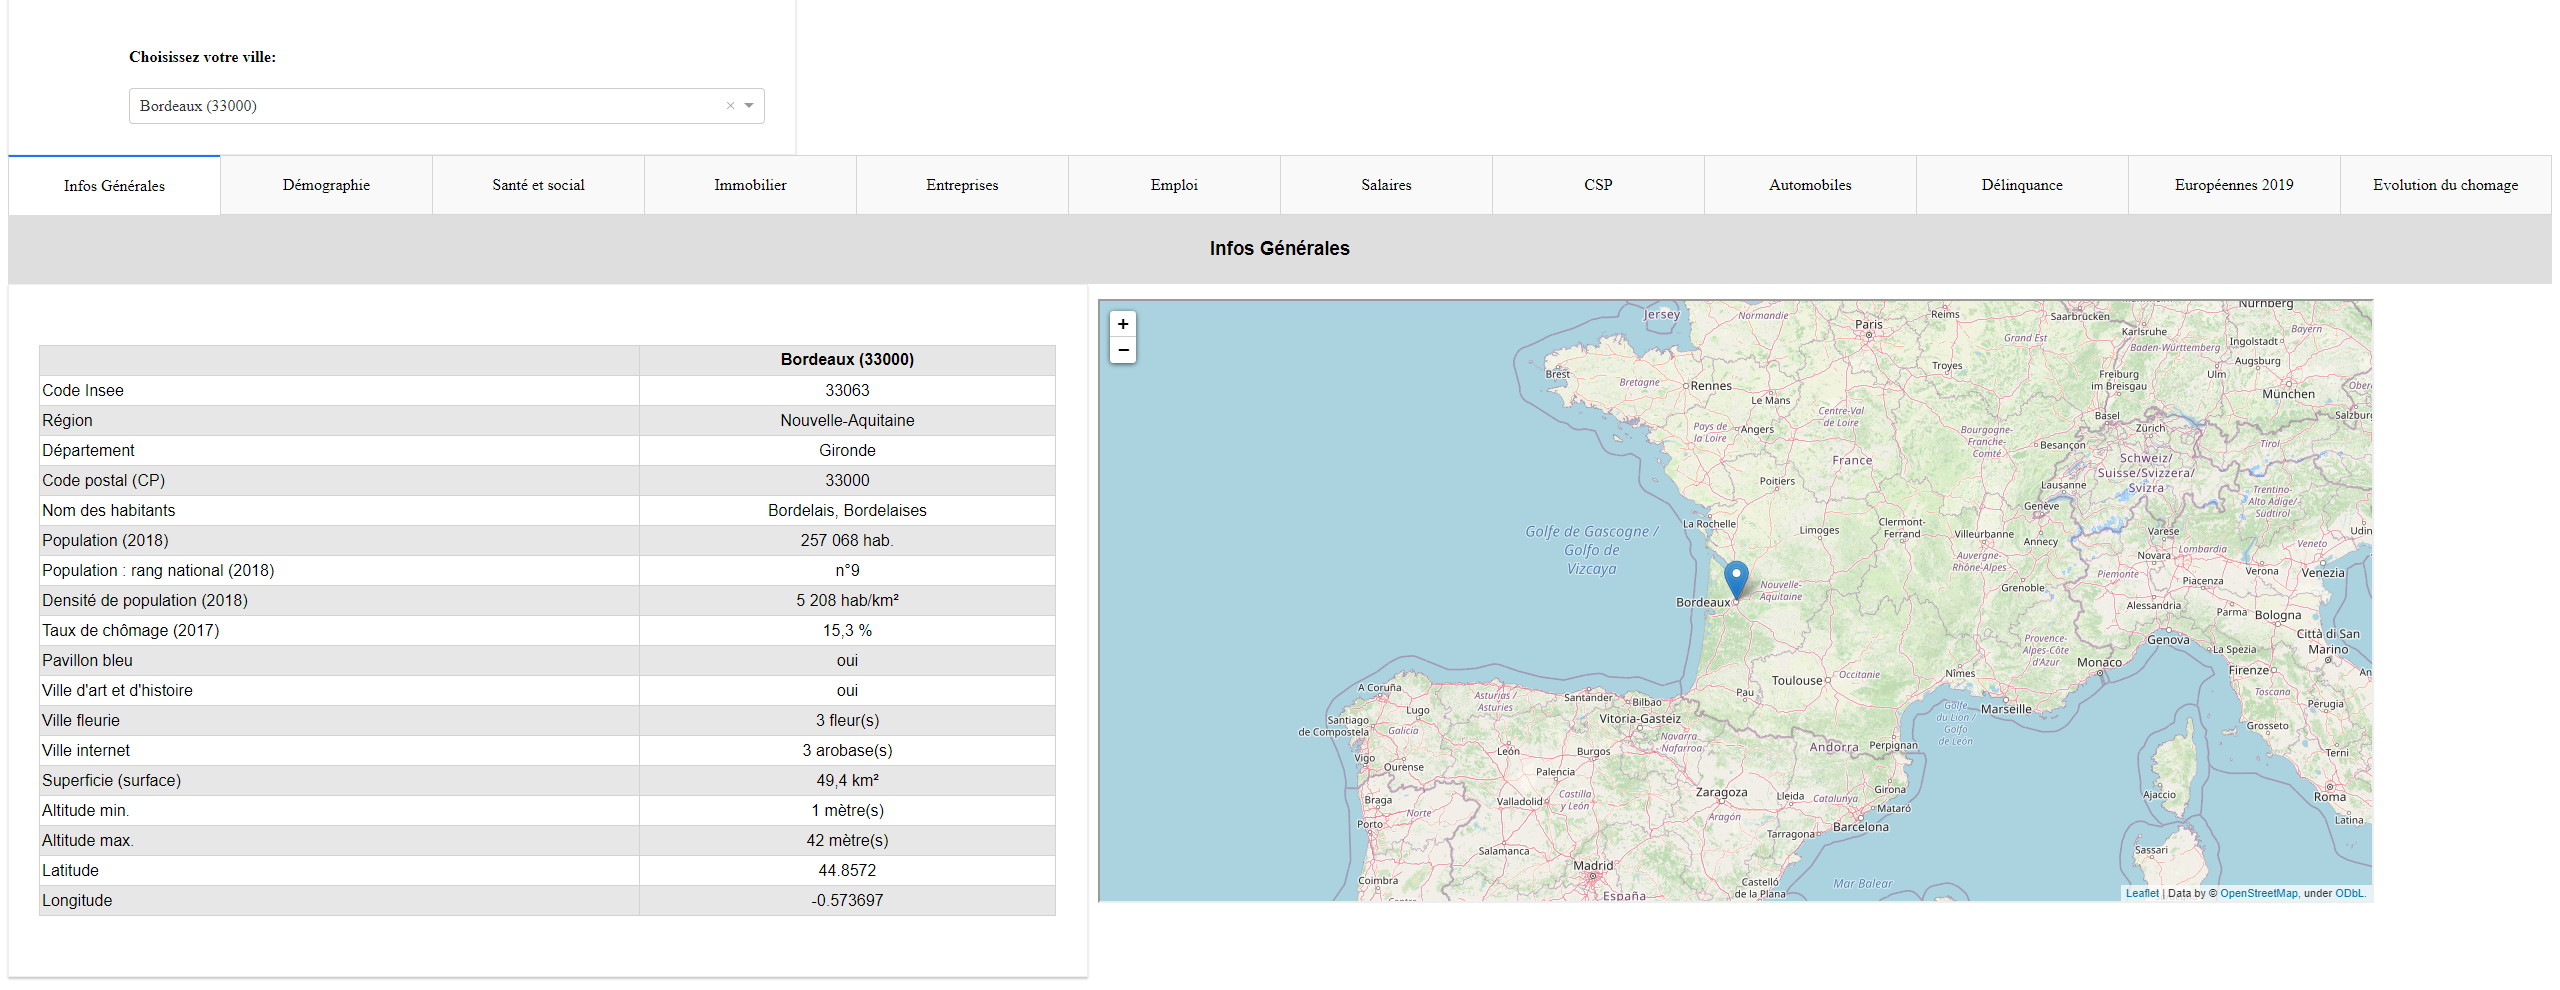 Choisissez votre ville:
Bordeaux (33000) ×
Infos Générales Démographie Santé et social Immobilier Entreprises Emploi Salaires CSP Automobiles Délinquance Européennes 2019 Evolution du chomage
Infos Générales
Bordeaux (33000)
Code Insee 33063
Région Nouvelle-Aquitaine
Département Gironde
Code postal (CP) 33000
Nom des habitants Bordelais, Bordelaises
Population (2018) 257 068 hab.
Population : rang national (2018) n°9
Densité de population (2018) 5 208 hab/km²
Taux de chômage (2017) 15,3 %
Pavillon bleu oui
Ville d'art et d'histoire oui
Ville fleurie 3 fleur(s)
Ville internet 3 arobase(s)
Superficie (surface) 49,4 km²
Altitude min. 1 mètre(s)
Altitude max. 42 mètre(s)
Latitude 44.8572
Longitude -0.573697
+
−
Jersey
Normandie
Paris
Reims
Saarbrücken
Nürnberg
Karlsruhe
Bayern
Grand Est
Baden-Württemberg
Ingolstadt
Augsburg
Brest
Bretagne
Rennes
Troyes
Freiburg
im Breisgau
Ulm
München
Le Mans
Centre-Val
de Loire
Basel
Salzburg
Pays de
la Loire
Angers
Bourgogne-
Franche-
Comté
Besançon
Zürich
Tirol
France
Schweiz/
Suisse/Svizzera/
Svizra
Poitiers
Lausanne
Trentino-
Alto Adige/
Südtirol
Genève
La Rochelle
Limoges
Clermont-
Ferrand
Villeurbanne
Annecy
Varese
Lombardia
Veneto
Udin
Golfe de Gascogne /
Golfo de
Vizcaya
Auvergne-
Rhône-Alpes
Novara
Verona
Venezia
Piemonte
Piacenza
Nouvelle-
Aquitaine
Grenoble
Bordeaux
Alessandria
Parma
Bologna
Provence-
Alpes-Côte
d'Azur
Genova
La Spezia
Città di San
Marino
Monaco
Firenze
An
Toulouse
Occitanie
Nîmes
Toscana
A Coruña
Asturias /
Asturies
Santander
Bilbao
Pau
Marseille
Perugia
Lugo
Santiago
de Compostela
Galicia
Vitoria-Gasteiz
Golfe
du Lion /
Golfo
de León
Grosseto
León
Burgos
Navarra
- Nafarroa
Andorra
Perpignan
Terni
Vigo
Ourense
Palencia
Braga
Valladolid
Castilla
y León
Zaragoza
Lleida
Catalunya
Girona
Mataró
Ajaccio
Roma
Norte
Porto
Aragón
Tarragona
Barcelona
Latina
Salamanca
Sassari
Madrid
Coimbra
Castelló
de la Plana
Mar Balear
Centro
España
Leaflet | Data by © OpenStreetMap, under ODbL.